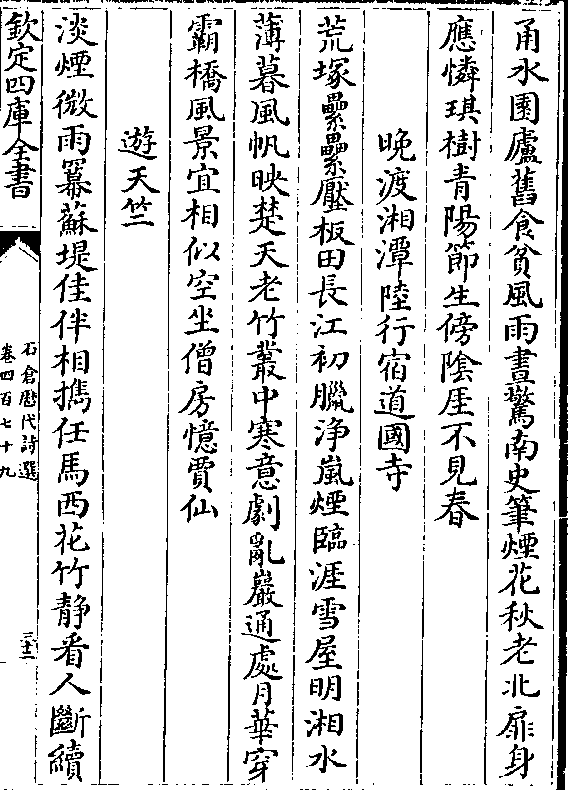 甬水園廬舊食貧風雨晝驚南史筆煙花秋老北扉身
應憐琪樹青陽節生傍陰厓不見春
晚渡湘潭陸行宿道國寺
荒塚纍纍壓板田長江初臘浄嵐煙臨涯雪屋明湘水
薄暮風帆映楚天老竹叢中寒意劇亂巖通處月華穿
霸橋風景宜相似空坐僧房憶賈仙
遊天竺
淡煙微雨冪蘇堤佳伴相攜任馬西花竹静看人斷續
欽定四庫全書
石倉厯代詩選
卷四百七十九
三十二